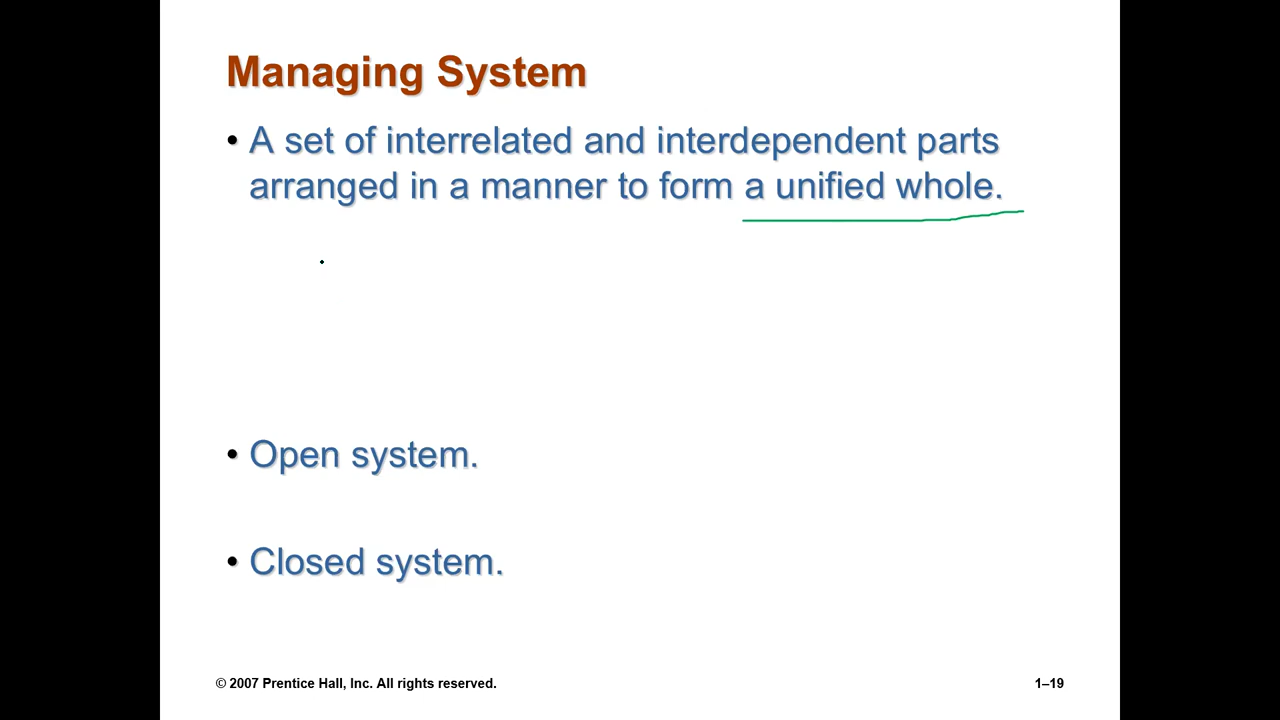 Managing System
• A set of interrelated and interdependent parts
arranged in a manner to form a unified whole.
• Open system.
• Closed system.
© 2007 Prentice Hall, Inc. All rights reserved.
1–19